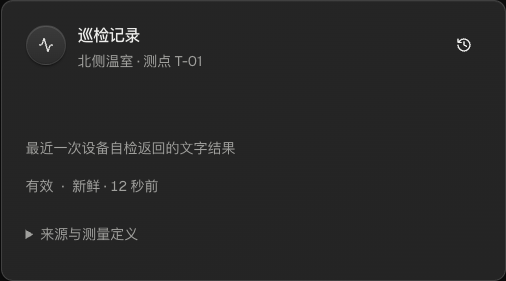 巡检记录
北侧温室 · 测点 T-01
最近一次设备自检返回的文字结果
有效 · 新鲜 · 12 秒前
▶ 来源与测量定义